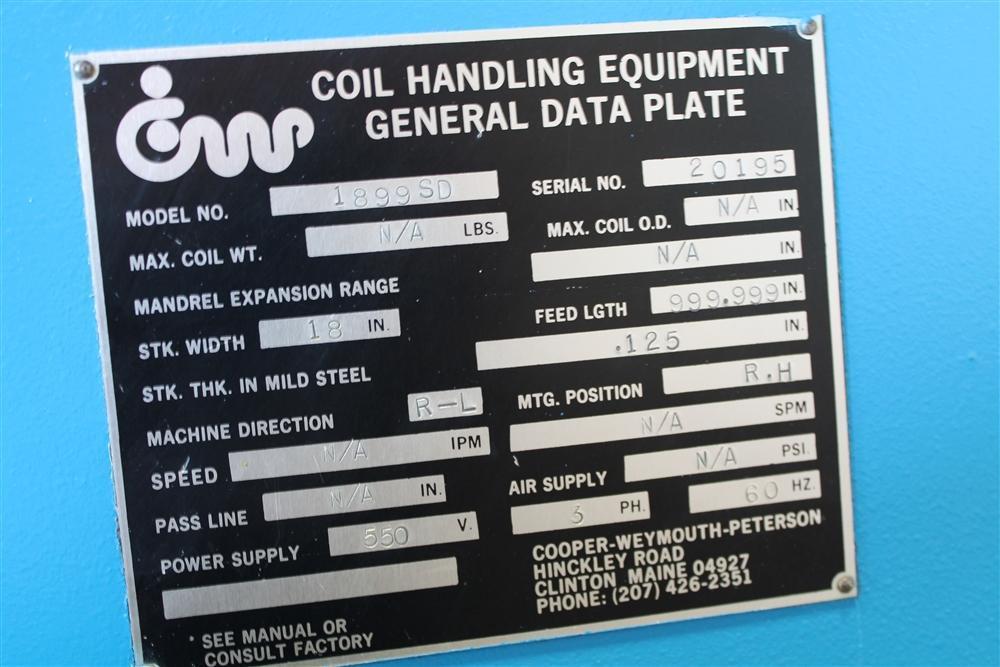 cwp COIL HANDLING EQUIPMENT
GENERAL DATA PLATE
MODEL NO. 1899SD SERIAL NO. 20195
MAX. COIL WT. N/A LBS. MAX. COIL O.D. N/A IN.
MANDREL EXPANSION RANGE N/A IN.
STK. WIDTH 18 IN. FEED LGTH 999.999 IN.
STK. THK. IN MILD STEEL .125 IN.
MACHINE DIRECTION R-L MTG. POSITION R.H
SPEED N/A IPM N/A SPM
PASS LINE N/A IN. AIR SUPPLY N/A PSI.
POWER SUPPLY 550 V. 3 PH. 60 HZ.
* SEE MANUAL OR
CONSULT FACTORY
COOPER-WEYMOUTH-PETERSON
HINCKLEY ROAD
CLINTON, MAINE 04927
PHONE: (207) 426-2351